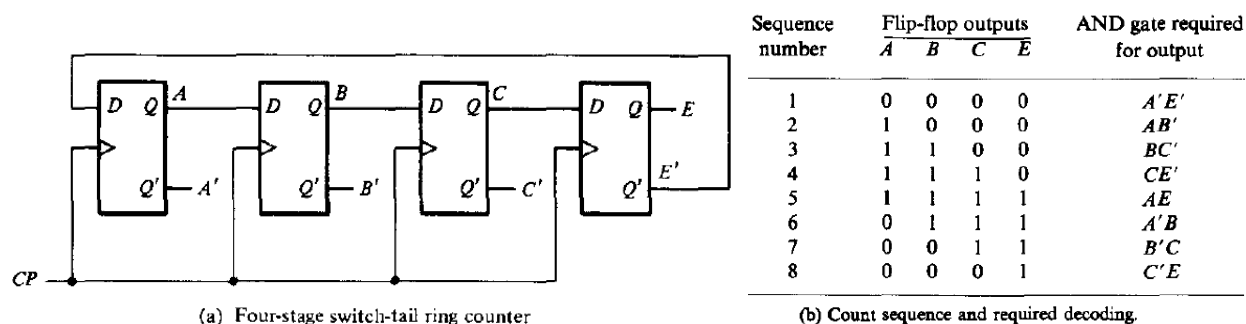 A
B
C
D Q
D Q
D Q
D Q
E
E'
Q'
A'
Q'
B'
Q'
C'
Q'
CP
(a) Four-stage switch-tail ring counter
Sequence number Flip-flop outputs AND gate required for output
A B C E
1 0 0 0 0 A'E'
2 1 0 0 0 AB'
3 1 1 0 0 BC'
4 1 1 1 0 CE'
5 1 1 1 1 AE
6 0 1 1 1 A'B
7 0 0 1 1 B'C
8 0 0 0 1 C'E
(b) Count sequence and required decoding.